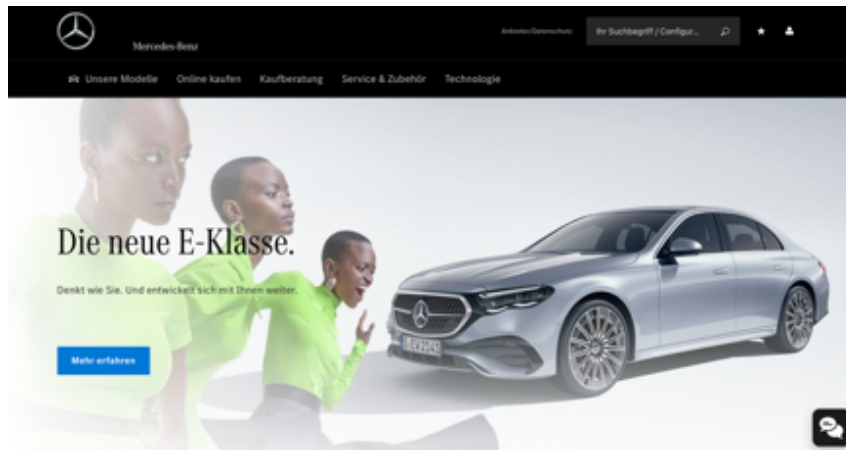 Mercedes-Benz
Anbieter/Datenschutz
Ihr Suchbegriff / Configur...
Unsere Modelle
Online kaufen
Kaufberatung
Service & Zubehör
Technologie
Die neue E-Klasse.
Denkt wie Sie. Und entwickelt sich mit Ihnen weiter.
Mehr erfahren